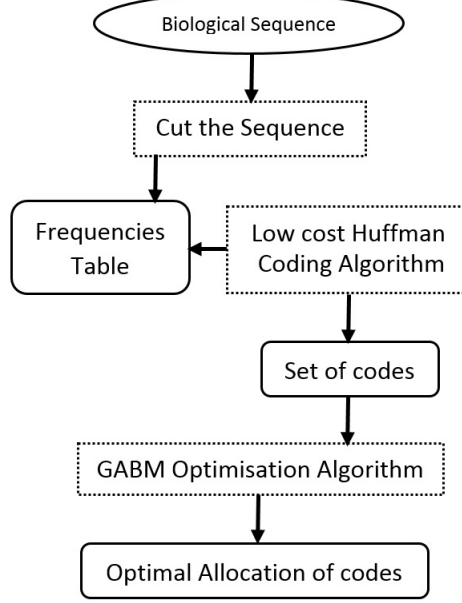 Biological Sequence
Cut the Sequence
Frequencies
Table
Low cost Huffman
Coding Algorithm
Set of codes
GABM Optimisation Algorithm
Optimal Allocation of codes